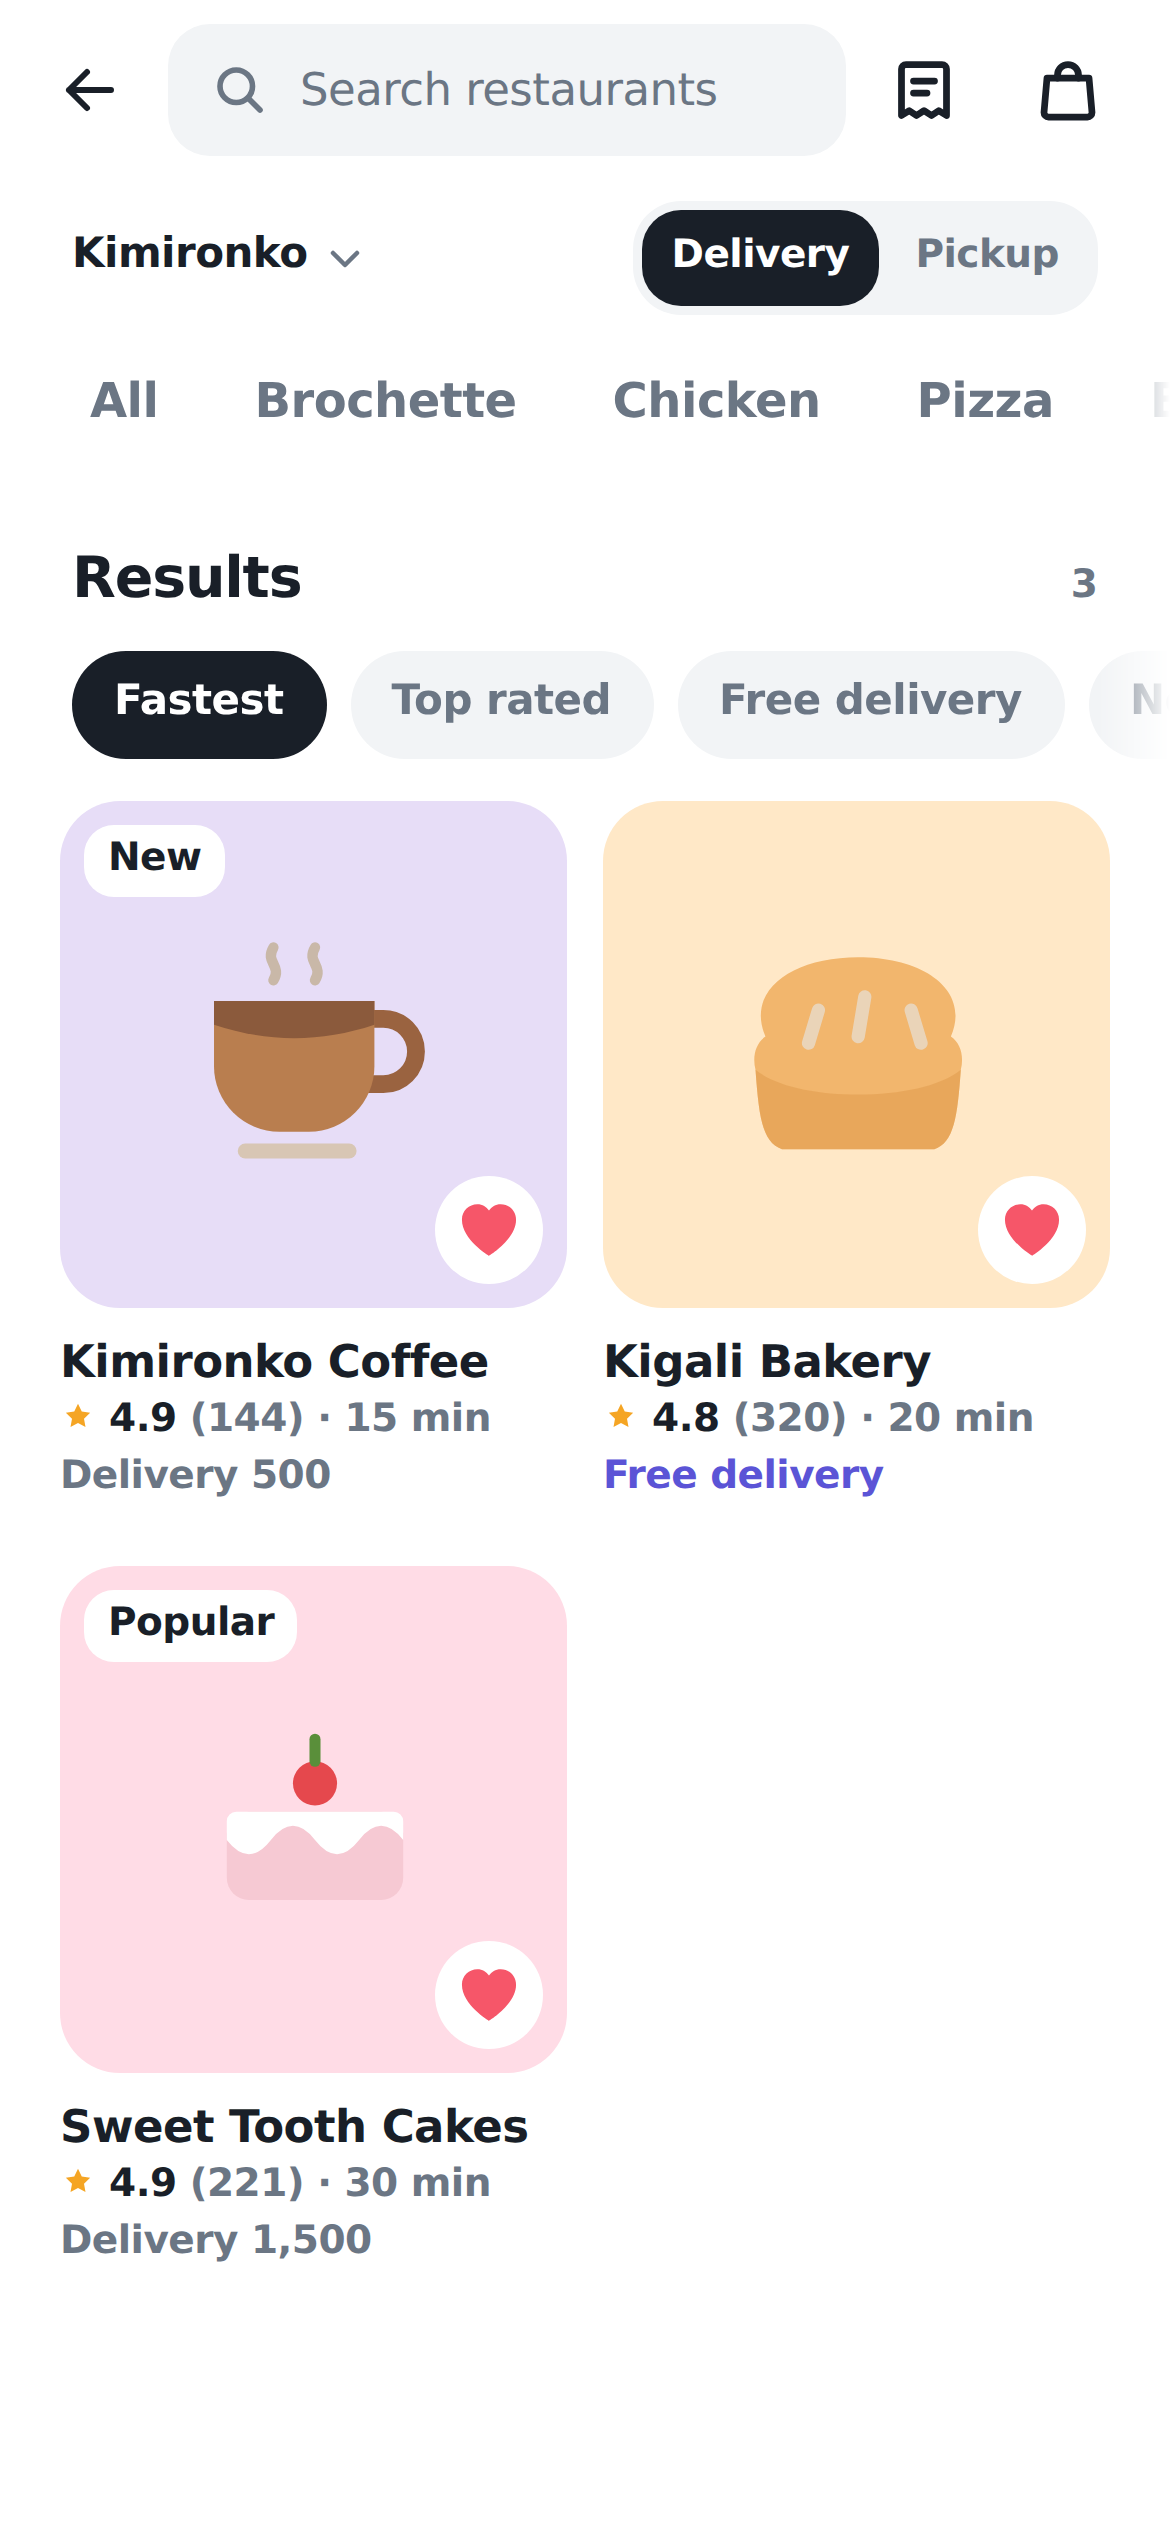 Search restaurants
Kimironko
Delivery Pickup
All Brochette Chicken Pizza
Results 3
Fastest Top rated Free delivery
New
Kimironko Coffee
4.9 (144) · 15 min
Delivery 500
Kigali Bakery
4.8 (320) · 20 min
Free delivery
Popular
Sweet Tooth Cakes
4.9 (221) · 30 min
Delivery 1,500